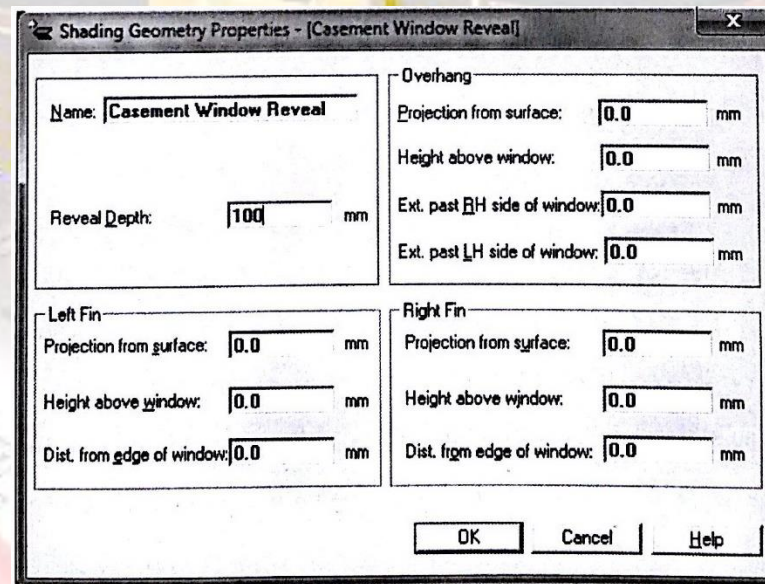 Shading Geometry Properties - [Casement Window Reveal]
x
Name: Casement Window Reveal
Reveal Depth: 100 mm
Overhang
Projection from surface: 0.0 mm
Height above window: 0.0 mm
Ext. past RH side of window: 0.0 mm
Ext. past LH side of window: 0.0 mm
Left Fin
Projection from surface: 0.0 mm
Height above window: 0.0 mm
Dist. from edge of window: 0.0 mm
Right Fin
Projection from surface: 0.0 mm
Height above window: 0.0 mm
Dist. from edge of window: 0.0 mm
OK Cancel Help